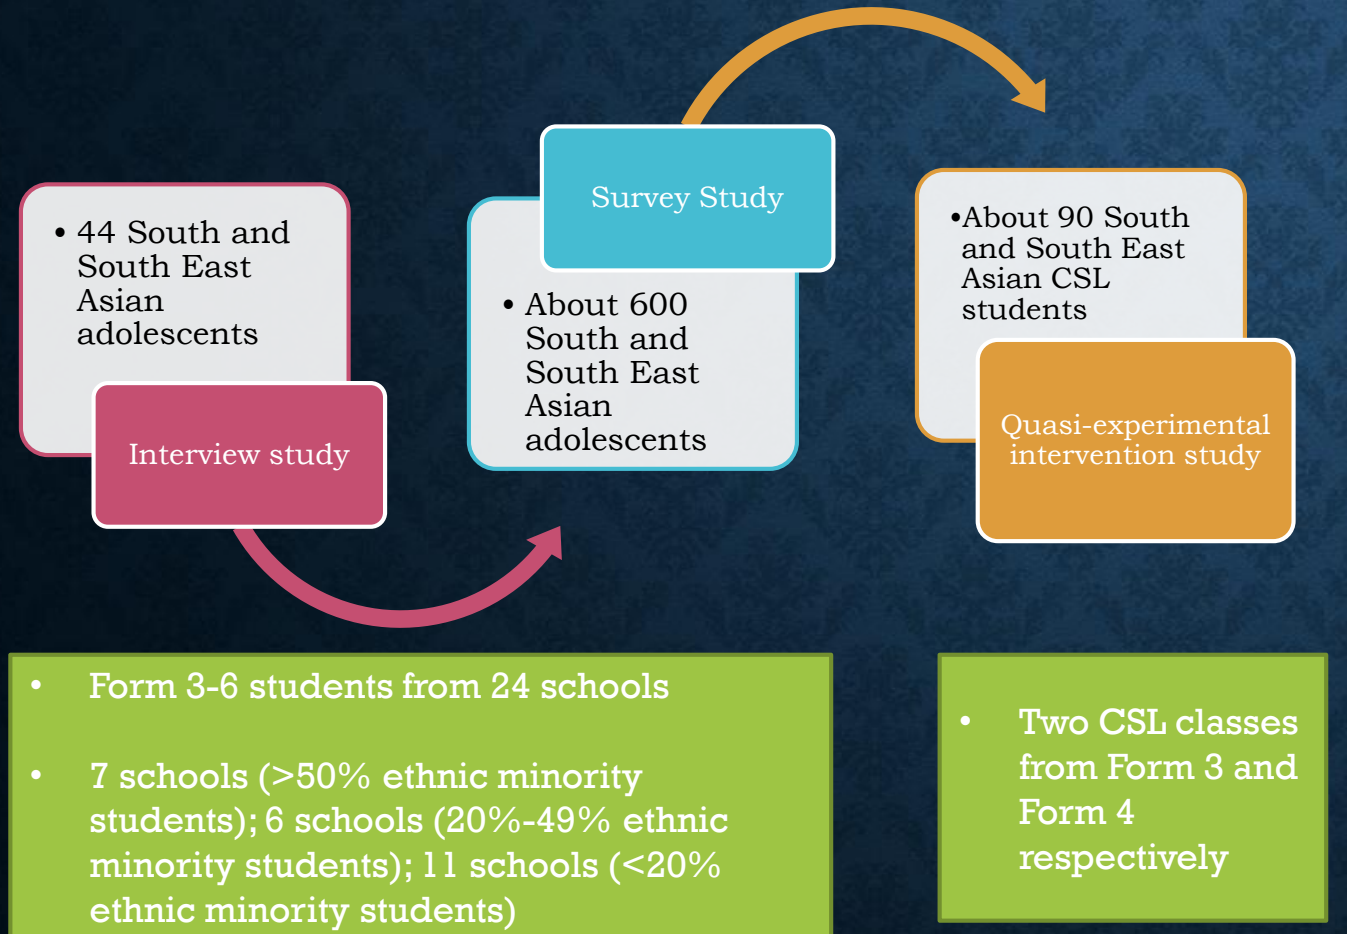 • 44 South and
South East
Asian
adolescents
Interview study
Survey Study
• About 600
South and
South East
Asian
adolescents
•About 90 South
and South East
Asian CSL
students
Quasi-experimental
intervention study
• Form 3-6 students from 24 schools
• 7 schools (>50% ethnic minority
students); 6 schools (20%-49% ethnic
minority students); 11 schools (<20%
ethnic minority students)
• Two CSL classes
from Form 3 and
Form 4
respectively